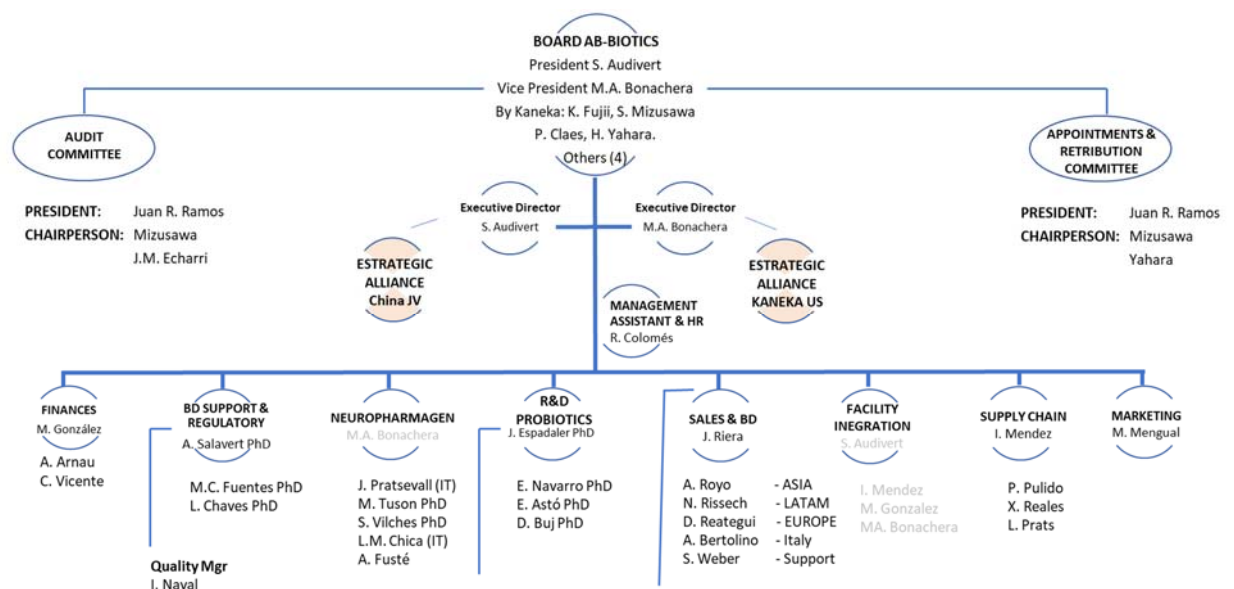 BOARD AB-BIOTICS
President S. Audivert
Vice President M.A. Bonachera
By Kaneka: K. Fujii, S. Mizusawa
P. Claes, H. Yahara.
Others (4)
AUDIT
COMMITTEE
PRESIDENT: Juan R. Ramos
CHAIRPERSON: Mizusawa
J.M. Echarri
APPOINTMENTS &
RETRIBUTION
COMMITTEE
PRESIDENT: Juan R. Ramos
CHAIRPERSON: Mizusawa
Yahara
Executive Director
S. Audivert
Executive Director
M.A. Bonachera
ESTRATEGIC
ALLIANCE
China JV
ESTRATEGIC
ALLIANCE
KANEKA US
MANAGEMENT
ASSISTANT & HR
R. Colomés
FINANCES
M. González
A. Arnau
C. Vicente
BD SUPPORT &
REGULATORY
A. Salavert PhD
M.C. Fuentes PhD
L. Chaves PhD
Quality Mgr
I. Naval
NEUROPHARMAGEN
M.A. Bonachera
J. Pratsevall (IT)
M. Tuson PhD
S. Vilches PhD
L.M. Chica (IT)
A. Fusté
R&D
PROBIOTICS
J. Espadaler PhD
E. Navarro PhD
E. Astó PhD
D. Buj PhD
SALES & BD
J. Riera
A. Royo - ASIA
N. Rissech - LATAM
D. Reategui - EUROPE
A. Bertolino - Italy
S. Weber - Support
FACILITY
INEGRATION
S. Audivert
I. Mendez
M. Gonzalez
MA. Bonachera
SUPPLY CHAIN
I. Mendez
P. Pulido
X. Reales
L. Prats
MARKETING
M. Mengual